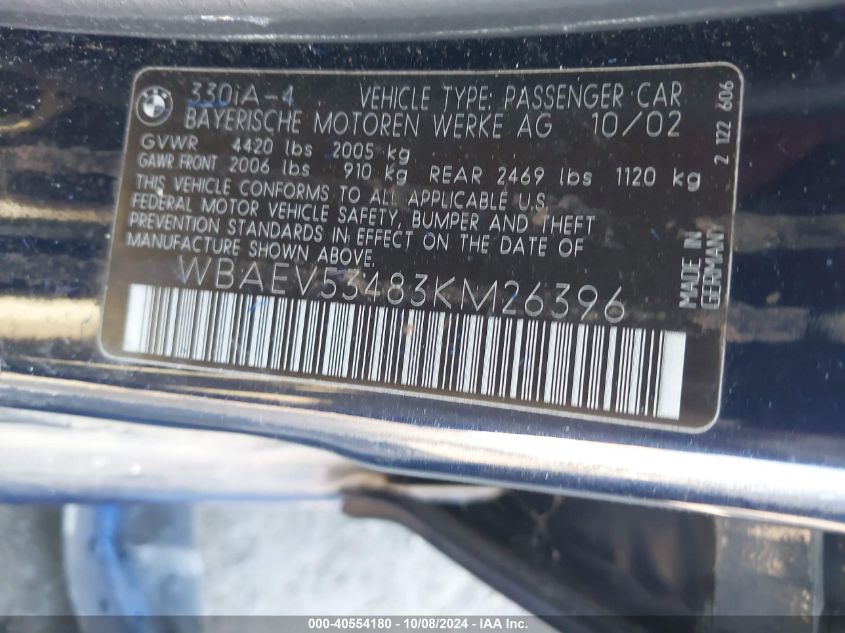 BMW
330iA-4 VEHICLE TYPE: PASSENGER CAR
BAYERISCHE MOTOREN WERKE AG 10/02
GVWR 4420 lbs 2005 kg
GAWR FRONT 2006 lbs 910 kg REAR 2469 lbs 1120 kg
THIS VEHICLE CONFORMS TO ALL APPLICABLE U.S.
FEDERAL MOTOR VEHICLE SAFETY, BUMPER AND THEFT
PREVENTION STANDARDS IN EFFECT ON THE DATE OF
MANUFACTURE SHOWN ABOVE.
WBAEV53483KM26396
MADE IN
GERMANY
2 122 606
000-40554180 - 10/08/2024 - IAA Inc.